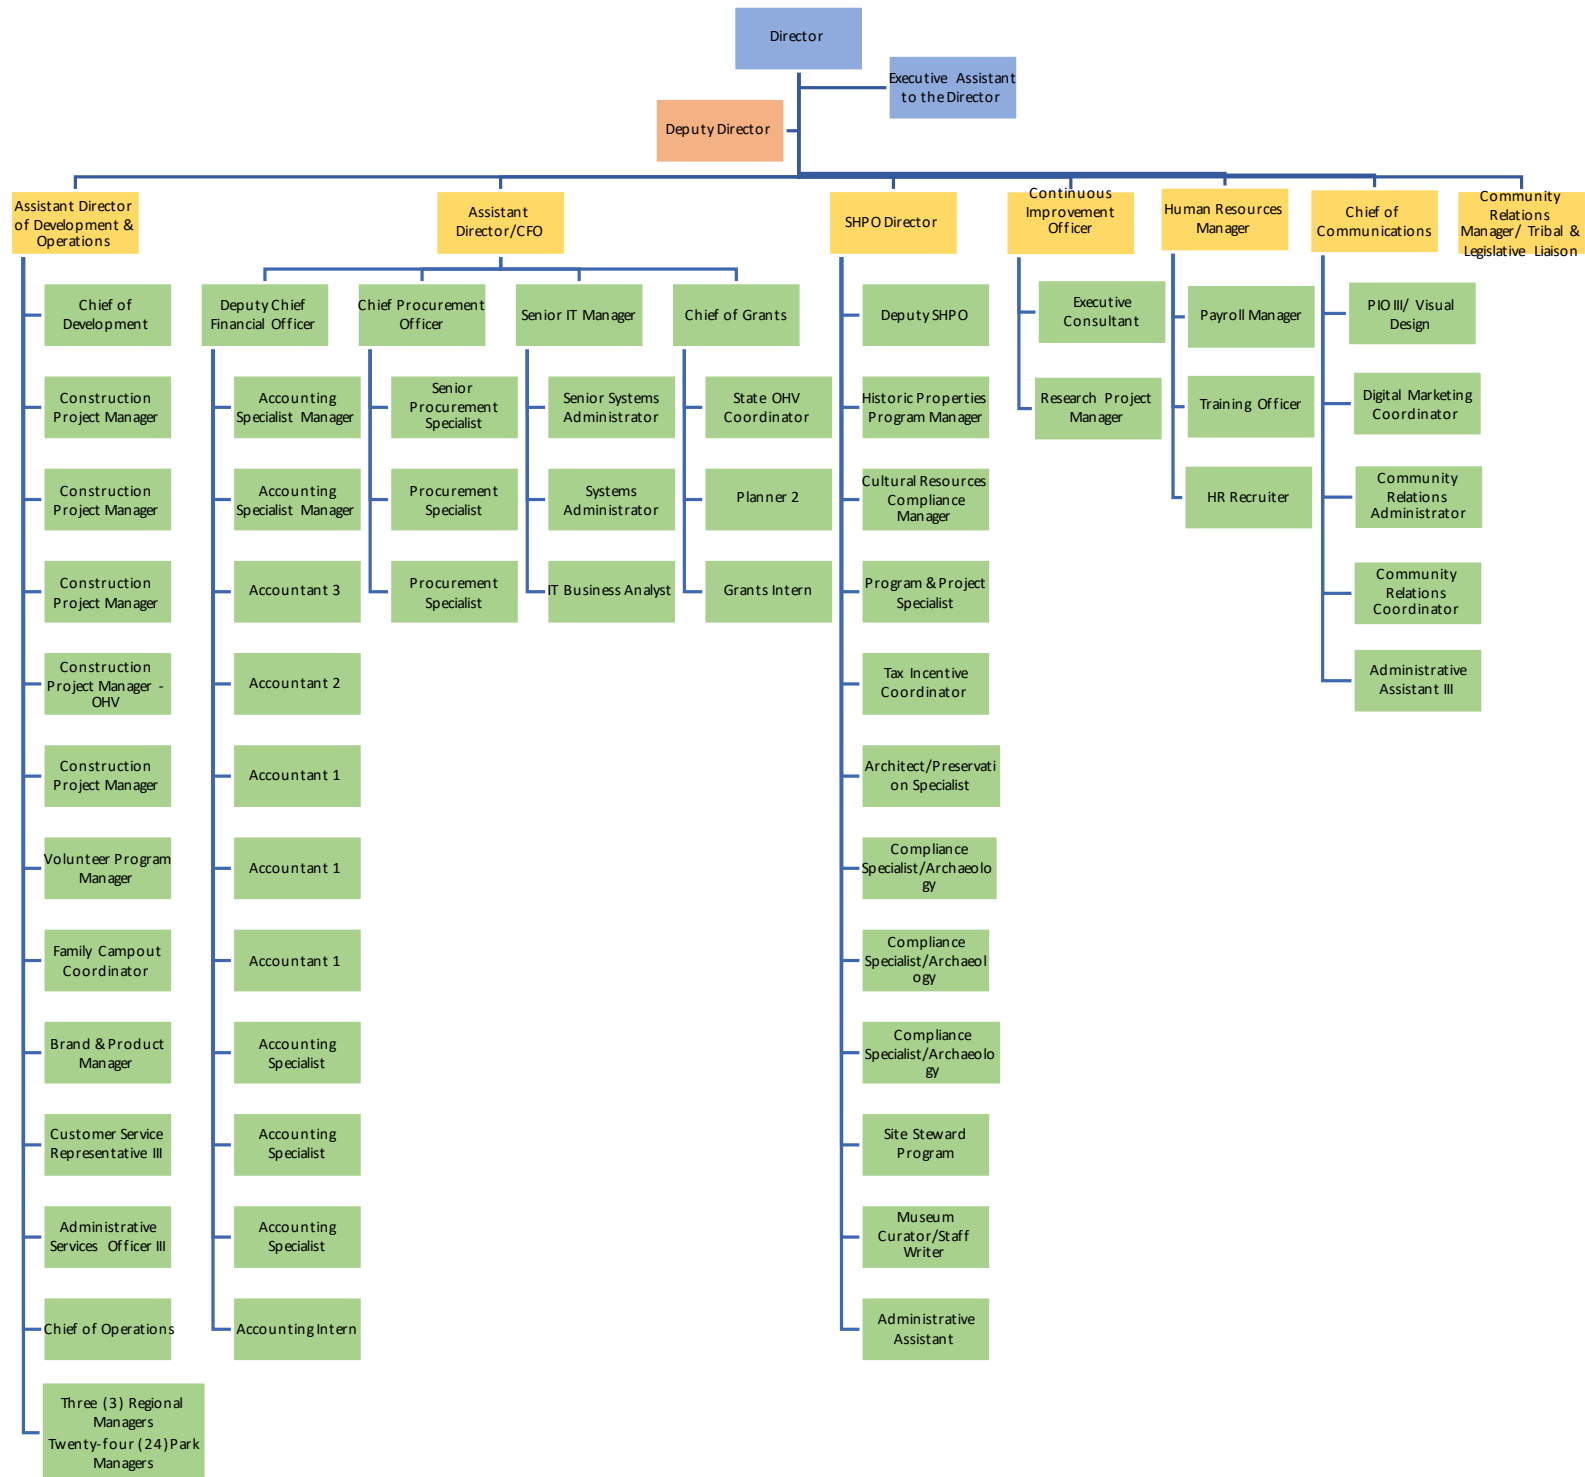 Director
Executive Assistant
to the Director
Deputy Director
Assistant Director
of Development &
Operations
Assistant
Director/CFO
SHPO Director
Continuous
Improvement
Officer
Human Resources
Manager
Chief of
Communications
Community
Relations
Manager/ Tribal &
Legislative Liaison
Chief of
Development
Construction
Project Manager
Construction
Project Manager
Construction
Project Manager
Construction
Project Manager -
OHV
Construction
Project Manager
Volunteer Program
Manager
Family Campout
Coordinator
Brand & Product
Manager
Customer Service
Representative III
Administrative
Services Officer III
Chief of Operations
Three (3) Regional
Managers
Twenty-four (24) Park
Managers
Deputy Chief
Financial Officer
Accounting
Specialist Manager
Accounting
Specialist Manager
Accountant 3
Accountant 2
Accountant 1
Accountant 1
Accountant 1
Accounting
Specialist
Accounting
Specialist
Accounting
Specialist
Accounting Intern
Chief Procurement
Officer
Senior
Procurement
Specialist
Procurement
Specialist
Procurement
Specialist
Senior IT Manager
Senior Systems
Administrator
Systems
Administrator
IT Business Analyst
Chief of Grants
State OHV
Coordinator
Planner 2
Grants Intern
Deputy SHPO
Historic Properties
Program Manager
Cultural Resources
Compliance
Manager
Program & Project
Specialist
Tax Incentive
Coordinator
Architect/Preservati
on Specialist
Compliance
Specialist/Archaeolo
gy
Compliance
Specialist/Archaeol
ogy
Compliance
Specialist/Archaeolo
gy
Site Steward
Program
Museum
Curator/Staff
Writer
Administrative
Assistant
Executive
Consultant
Research Project
Manager
Payroll Manager
Training Officer
HR Recruiter
PIO III/ Visual
Design
Digital Marketing
Coordinator
Community
Relations
Administrator
Community
Relations
Coordinator
Administrative
Assistant III